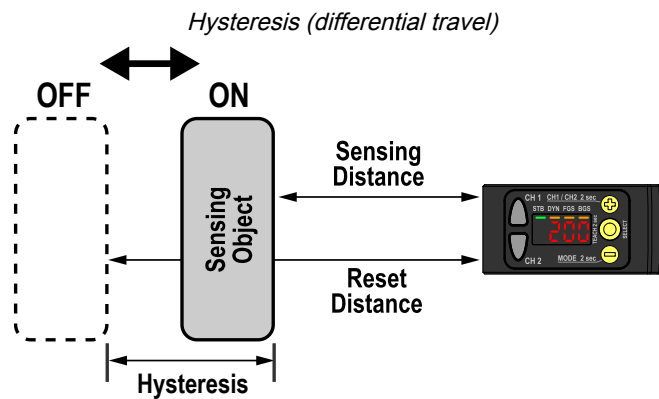 Hysteresis (differential travel)
OFF
ON
Sensing
Distance
Sensing
Object
CH 1
CH1 / CH2 2 sec
STB DYN FGS BGS
200
TEACH 2 sec
SELECT
CH 2
MODE 2 sec
Reset
Distance
Hysteresis